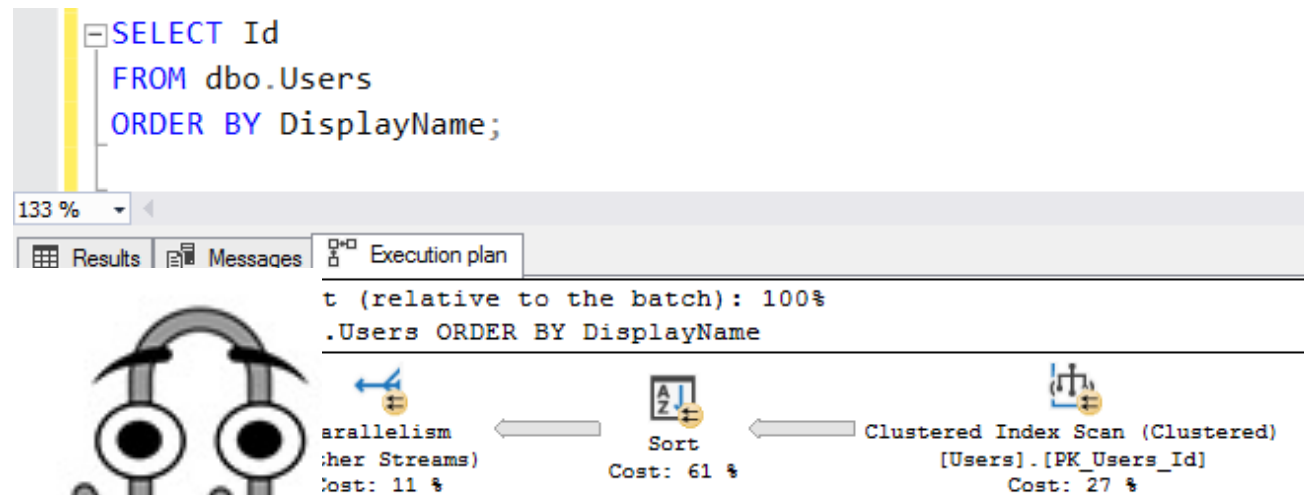 SELECT Id
FROM dbo.Users
ORDER BY DisplayName;
133 %
Results Messages Execution plan
t (relative to the batch): 100%
.Users ORDER BY DisplayName
arallelism
ther Streams)
Cost: 11 %
Sort
Cost: 61 %
Clustered Index Scan (Clustered)
[Users].[PK_Users_Id]
Cost: 27 %